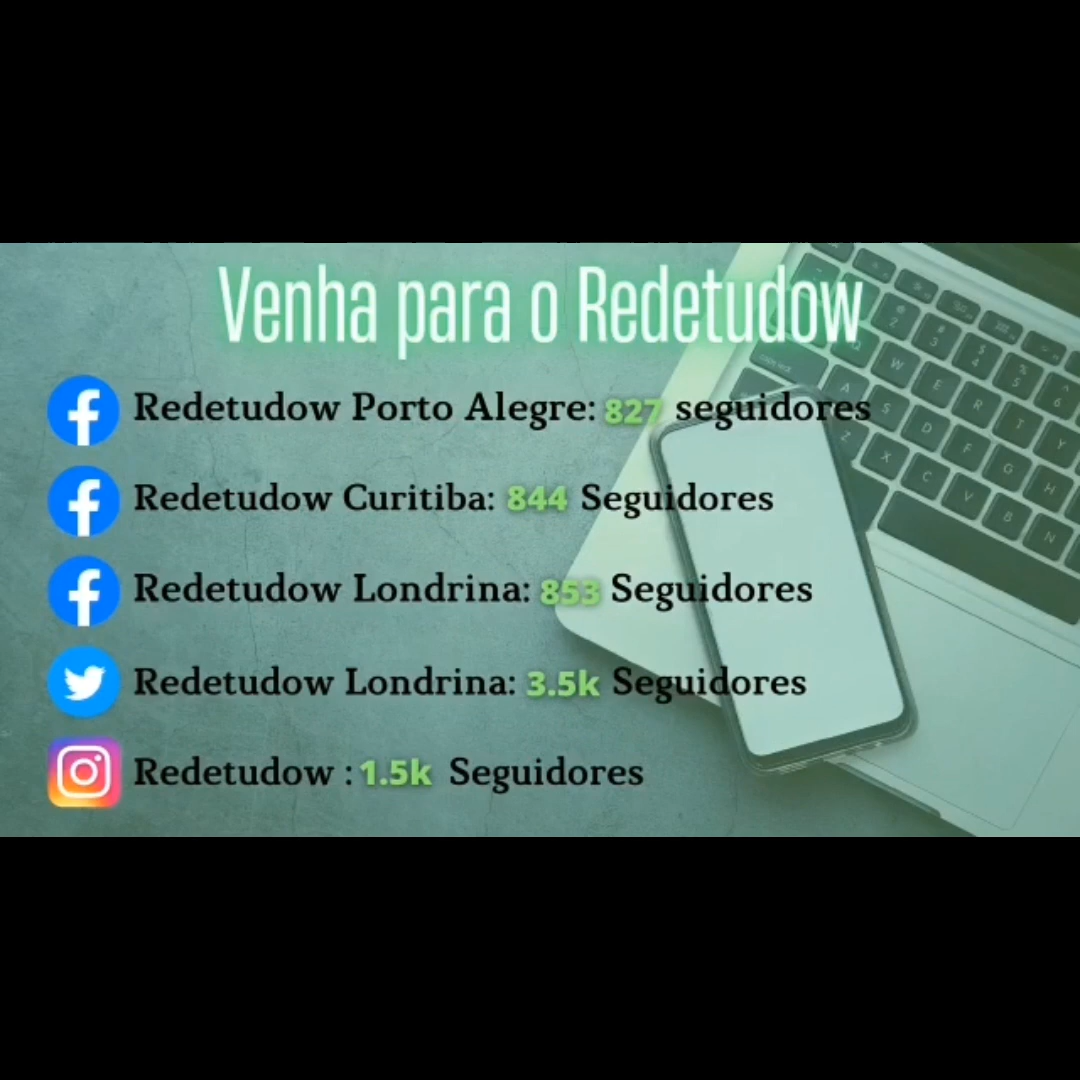 Venha para o Redetudow
Redetudow Porto Alegre: 827 seguidores
Redetudow Curitiba: 844 Seguidores
Redetudow Londrina: 853 Seguidores
Redetudow Londrina: 3.5k Seguidores
Redetudow : 1.5k Seguidores